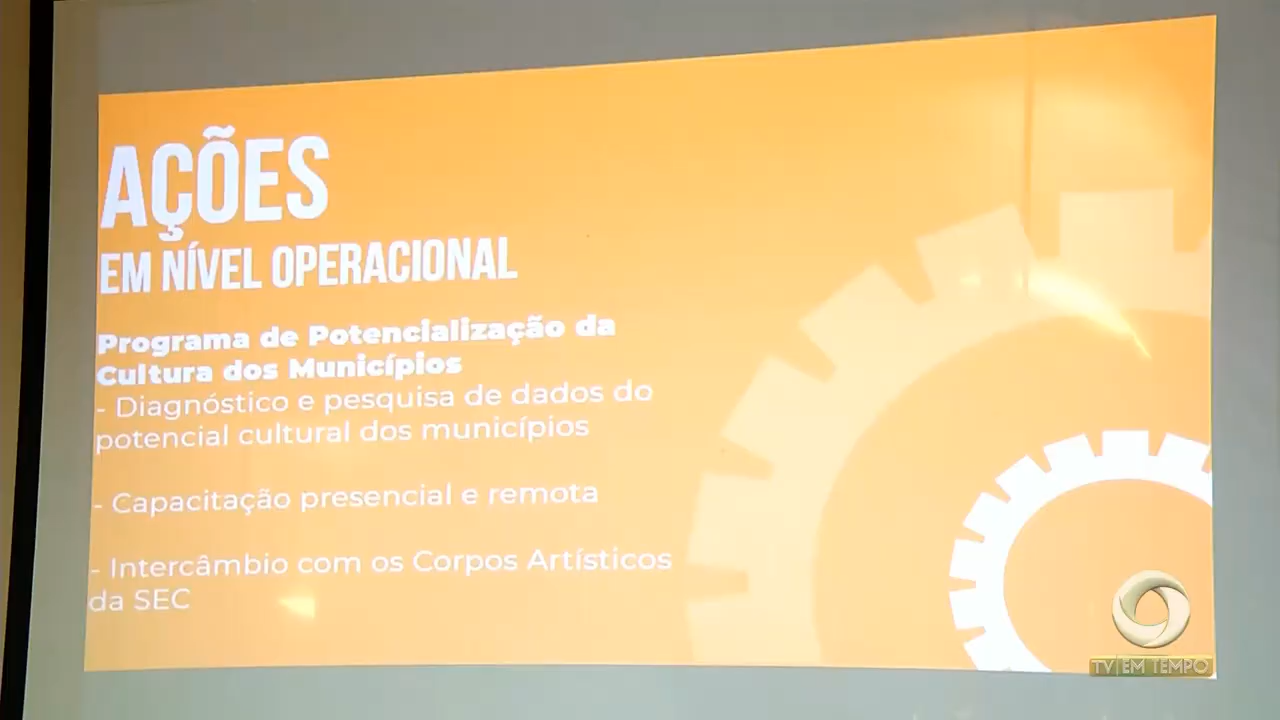 AÇÕES
EM NÍVEL OPERACIONAL
Programa de Potencialização da
Cultura dos Municípios
- Diagnóstico e pesquisa de dados do
potencial cultural dos municípios
- Capacitação presencial e remota
- Intercâmbio com os Corpos Artísticos
da SEC
TV EM TEMPO